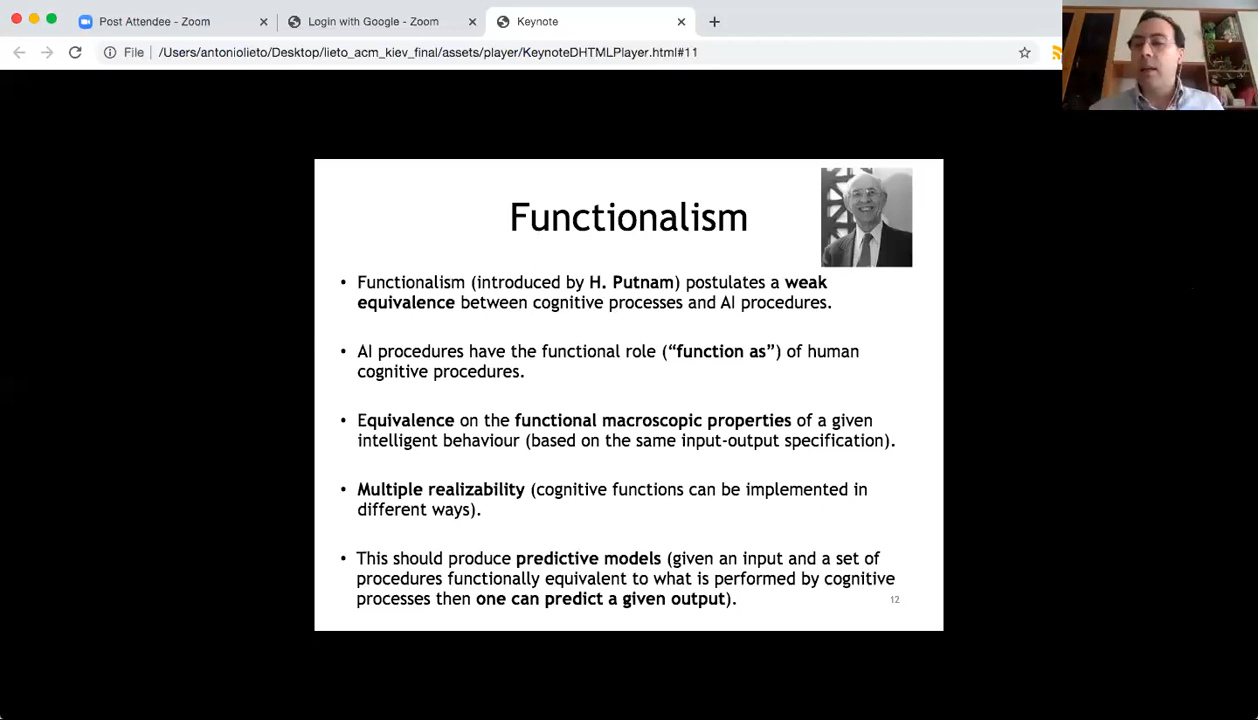 Post Attendee - Zoom
Login with Google - Zoom
Keynote
File
/Users/antoniolieto/Desktop/lieto_acm_kiev_final/assets/player/KeynoteDHTMLPlayer.html#11
Functionalism
• Functionalism (introduced by H. Putnam) postulates a weak
equivalence between cognitive processes and AI procedures.
• AI procedures have the functional role (“function as”) of human
cognitive procedures.
• Equivalence on the functional macroscopic properties of a given
intelligent behaviour (based on the same input-output specification).
• Multiple realizability (cognitive functions can be implemented in
different ways).
• This should produce predictive models (given an input and a set of
procedures functionally equivalent to what is performed by cognitive
processes then one can predict a given output).
12